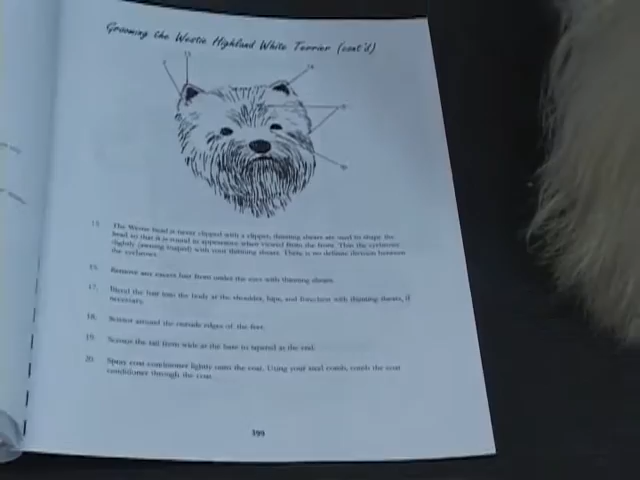 Grooming the Westie Highland White Terrier (cont'd)
15. The Westie head is never clipped with a clipper, thinning shears are used to shape the
head so that it is round in appearance when viewed from the front. Thin the eyebrows
slightly (awning shaped) with your thinning shears. There is no definite division between
the eyebrows.
16. Remove any excess hair from under the eyes with thinning shears.
17. Blend the hair into the body at the shoulder, hips, and forechest with thinning shears, if
necessary.
18. Scissor around the outside edges of the feet.
19. Scissor the tail from wide at the base to tapered at the end.
20. Spray coat conditioner lightly onto the coat. Using your steel comb, comb the coat
conditioner through the coat.
399